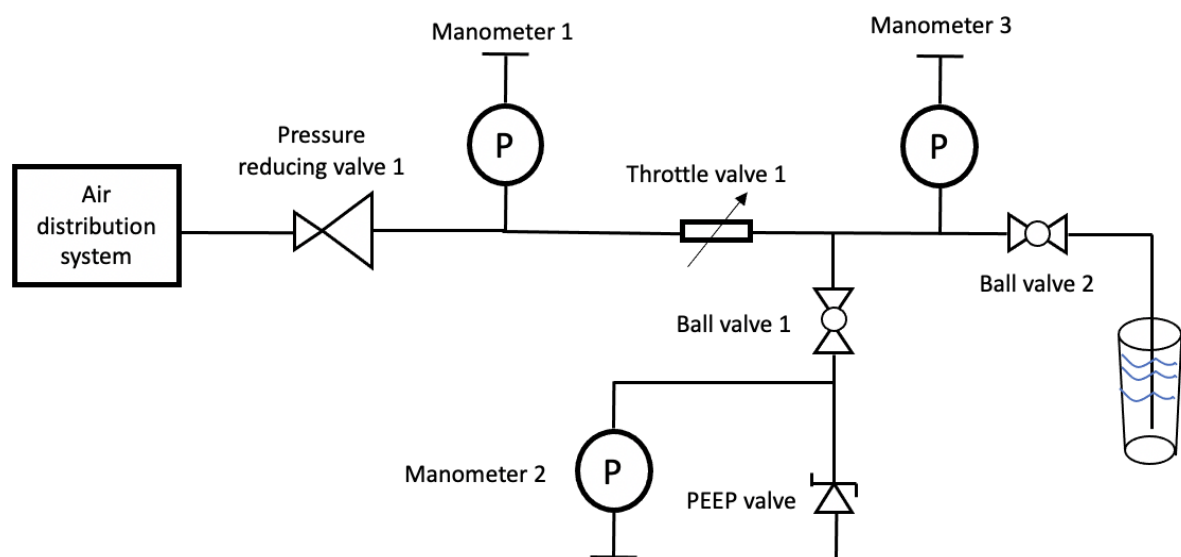 Manometer 1
Manometer 3
P
P
Pressure
reducing valve 1
Throttle valve 1
Air
distribution
system
Ball valve 2
Ball valve 1
Manometer 2
P
PEEP valve